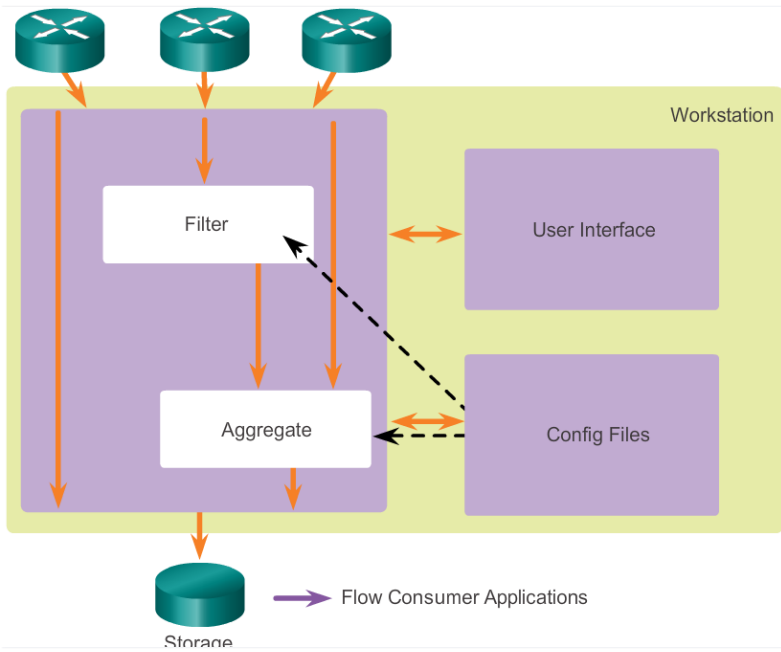 Workstation
Filter
User Interface
Aggregate
Config Files
Flow Consumer Applications
Storage